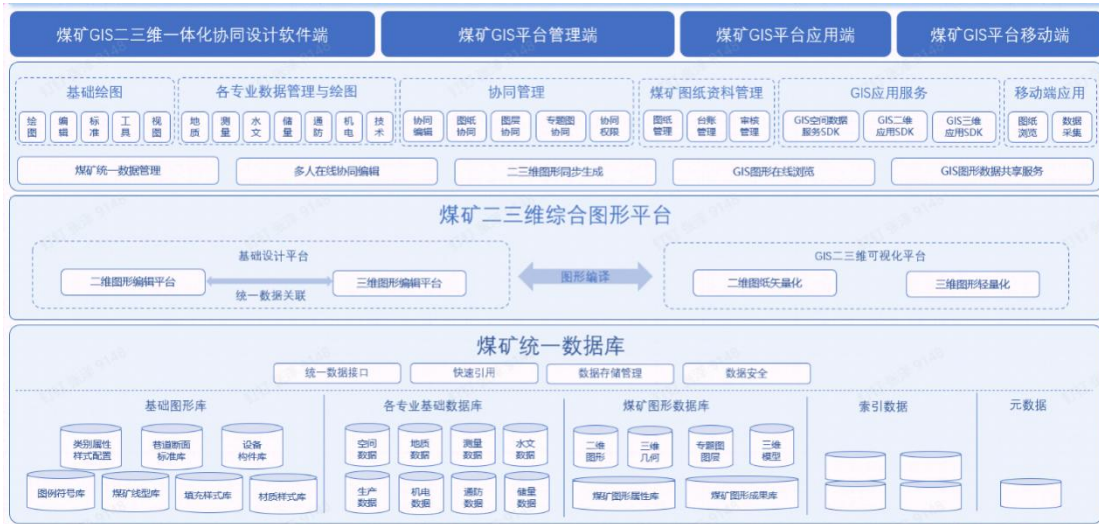 煤矿GIS二三维一体化协同设计软件端 煤矿GIS平台管理端 煤矿GIS平台应用端 煤矿GIS平台移动端
基础绘图 各专业数据管理与绘图 协同管理 煤矿图纸资料管理 GIS应用服务 移动端应用
绘图 编辑 标准 工具 视图 地质 测量 水文 储量 通防 机电 技术 协同编辑 图纸协同 图层协同 专题图协同 协同权限 图纸管理 台账管理 审核管理 GIS空间数据服务SDK GIS二维应用SDK GIS三维应用SDK 图纸浏览 数据采集
煤矿统一数据管理 多人在线协同编辑 二三维图形同步生成 GIS图形在线浏览 GIS图形数据共享服务
煤矿二三维综合图形平台
基础设计平台 GIS二三维可视化平台
二维图形编辑平台 三维图形编辑平台 图形编译 二维图纸矢量化 三维图形轻量化
统一数据关联
煤矿统一数据库
统一数据接口 快速引用 数据存储管理 数据安全
基础图形库 各专业基础数据库 煤矿图形数据库 索引数据 元数据
类别属性样式配置 巷道断面标准库 设备构件库 空间数据 地质数据 测量数据 水文数据 二维图形 三维几何 专题图图层 三维模型
图例符号库 煤矿线型库 填充样式库 材质样式库 生产数据 机电数据 通防数据 储量数据 煤矿图形属性库 煤矿图形成果库